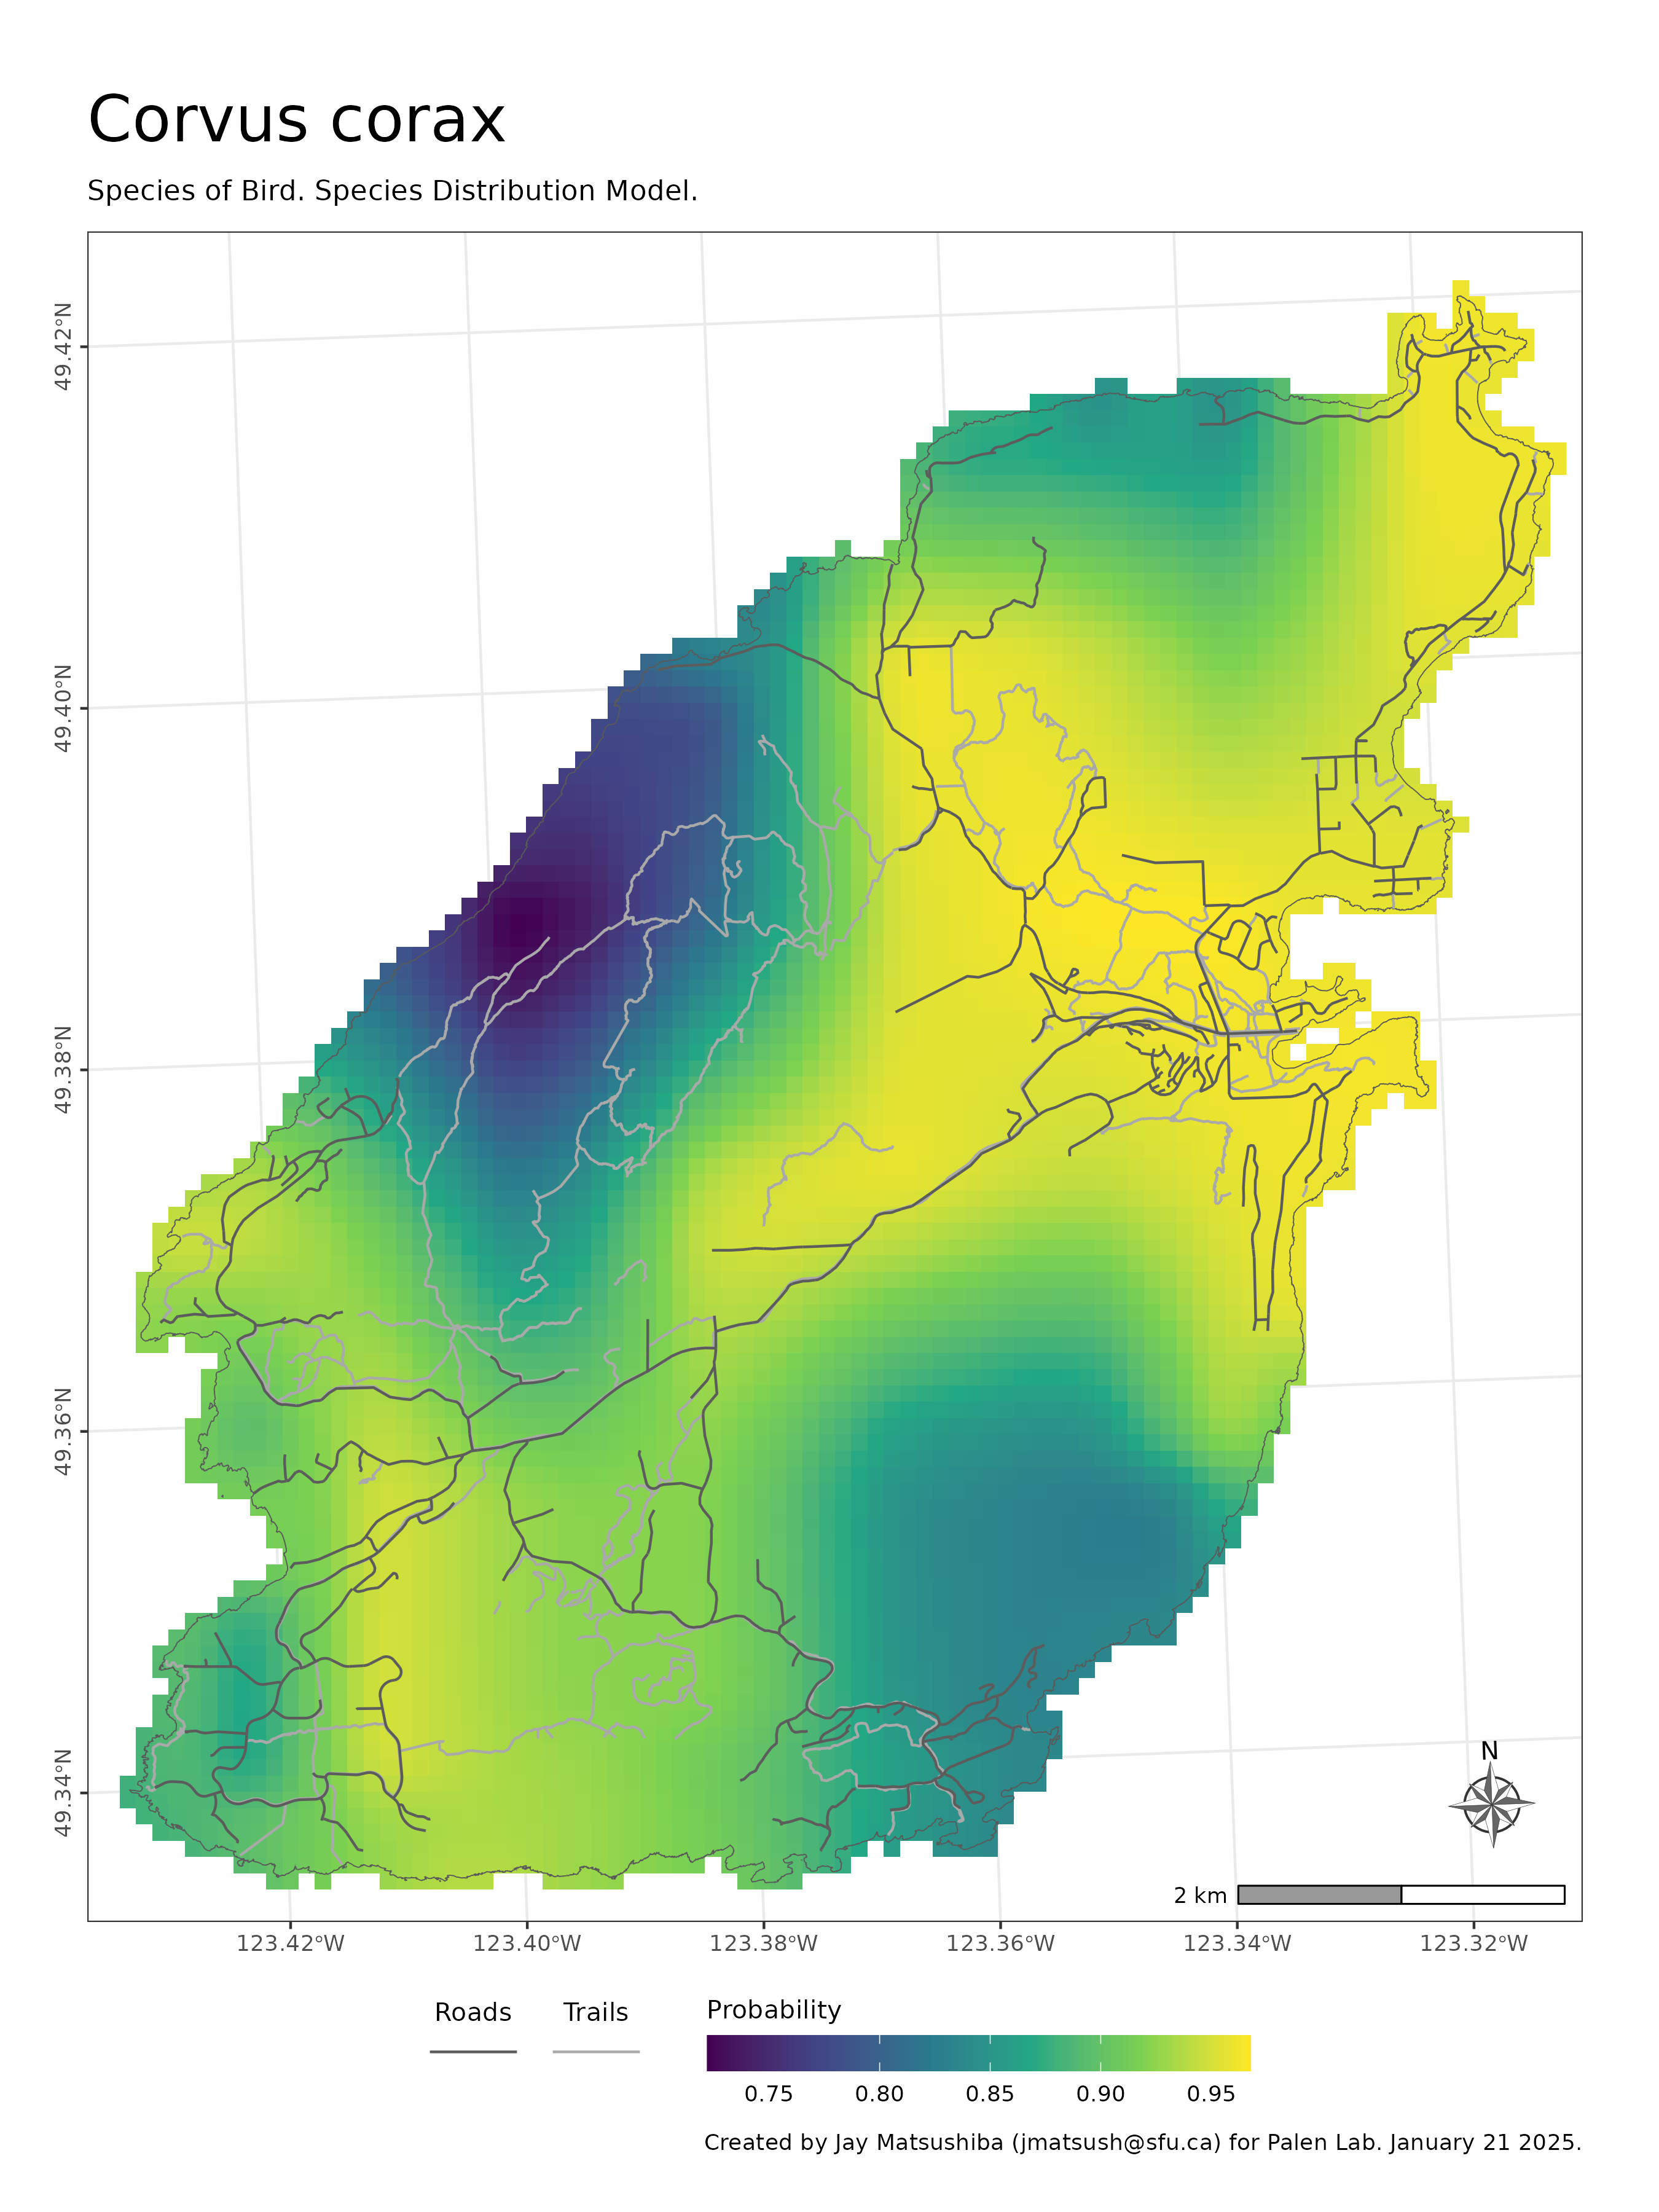 Corvus corax
Species of Bird. Species Distribution Model.
49.42°N
49.40°N
49.38°N
49.36°N
49.34°N
N
2 km
123.42°W 123.40°W 123.38°W 123.36°W 123.34°W 123.32°W
Roads Trails Probability
0.75 0.80 0.85 0.90 0.95
Created by Jay Matsushiba (jmatsush@sfu.ca) for Palen Lab. January 21 2025.